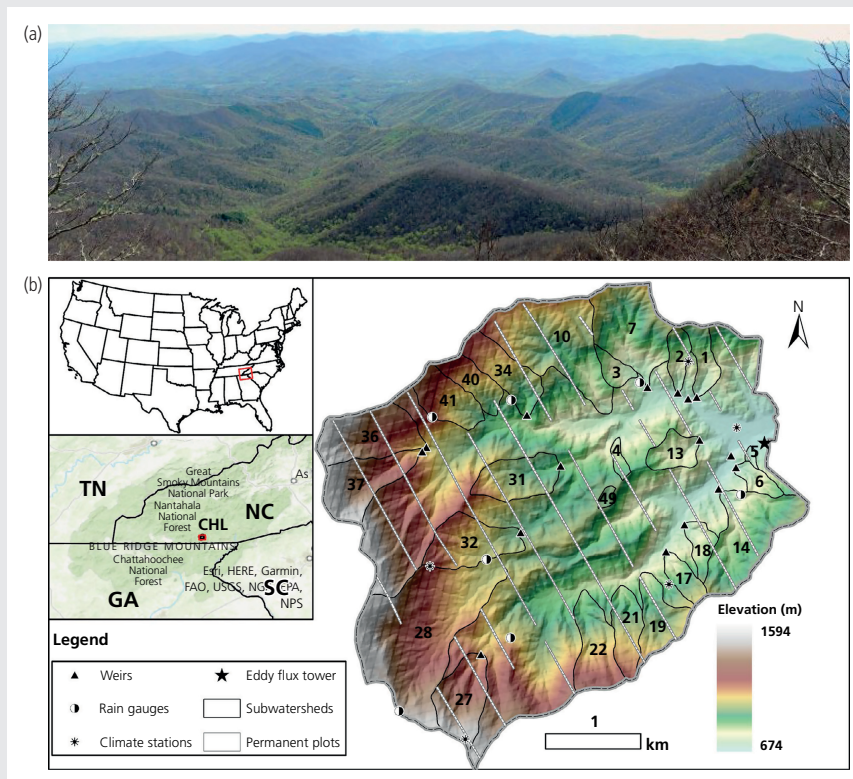 (a)
(b)
N
TN
Great
Smoky Mountains
National Park
Nantahala
National
Forest
CHL
NC
As
BLUE RIDGE MOUNTAINS
Chattahoochee
National
Forest
GA
SC
Esri, HERE, Garmin,
FAO, USGS, NG EPA,
NPS
Legend
Weirs
Eddy flux tower
Rain gauges
Subwatersheds
Climate stations
Permanent plots
7
10
2
1
3
34
40
41
36
37
4
13
5
6
31
49
32
18
14
17
28
21
19
22
27
1
km
Elevation (m)
1594
674